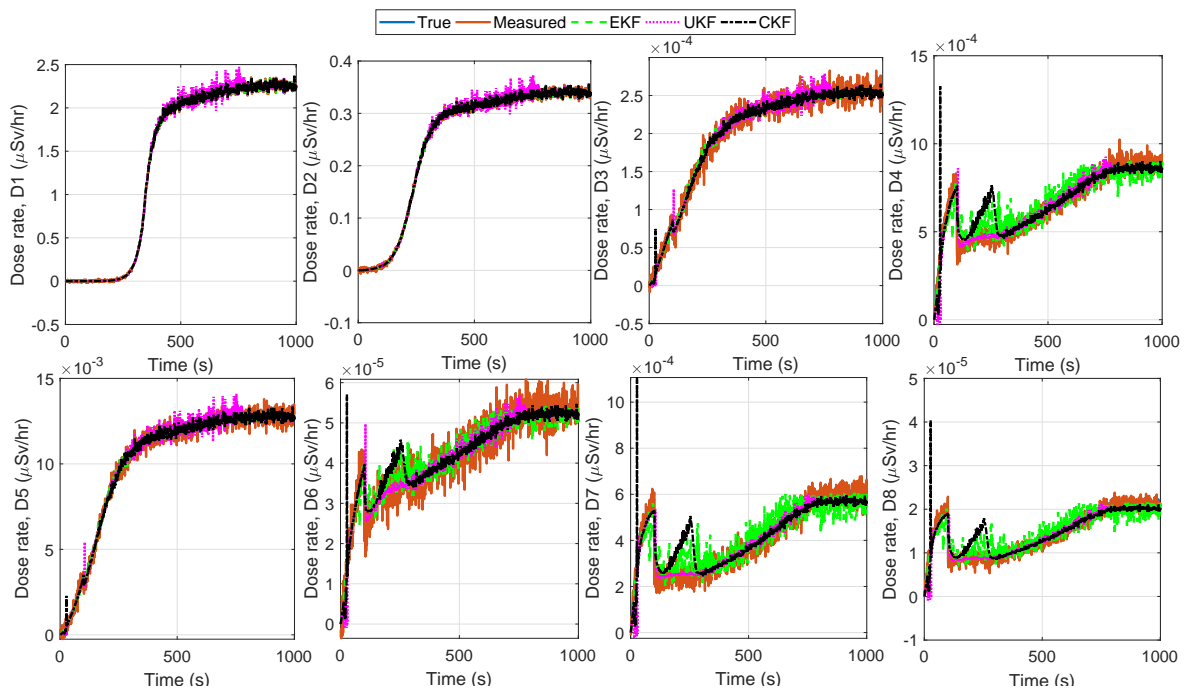 True Measured EKF UKF CKF
Dose rate, D1 (μSv/hr)
2.5
2
1.5
1
0.5
0
-0.5
0 500 1000
Time (s)
Dose rate, D2 (μSv/hr)
0.4
0.3
0.2
0.1
0
-0.1
0 500 1000
Time (s)
×10⁻⁴
Dose rate, D3 (μSv/hr)
3
2.5
2
1.5
1
0.5
0
-0.5
0 500 1000
Time (s)
×10⁻⁴
Dose rate, D4 (μSv/hr)
15
10
5
0
0 500 1000
Time (s)
×10⁻³
Dose rate, D5 (μSv/hr)
15
10
5
0
0 500 1000
Time (s)
×10⁻⁵
Dose rate, D6 (μSv/hr)
6
5
4
3
2
1
0
0 500 1000
Time (s)
×10⁻⁴
Dose rate, D7 (μSv/hr)
10
8
6
4
2
0
0 500 1000
Time (s)
×10⁻⁵
Dose rate, D8 (μSv/hr)
5
4
3
2
1
0
-1
0 500 1000
Time (s)